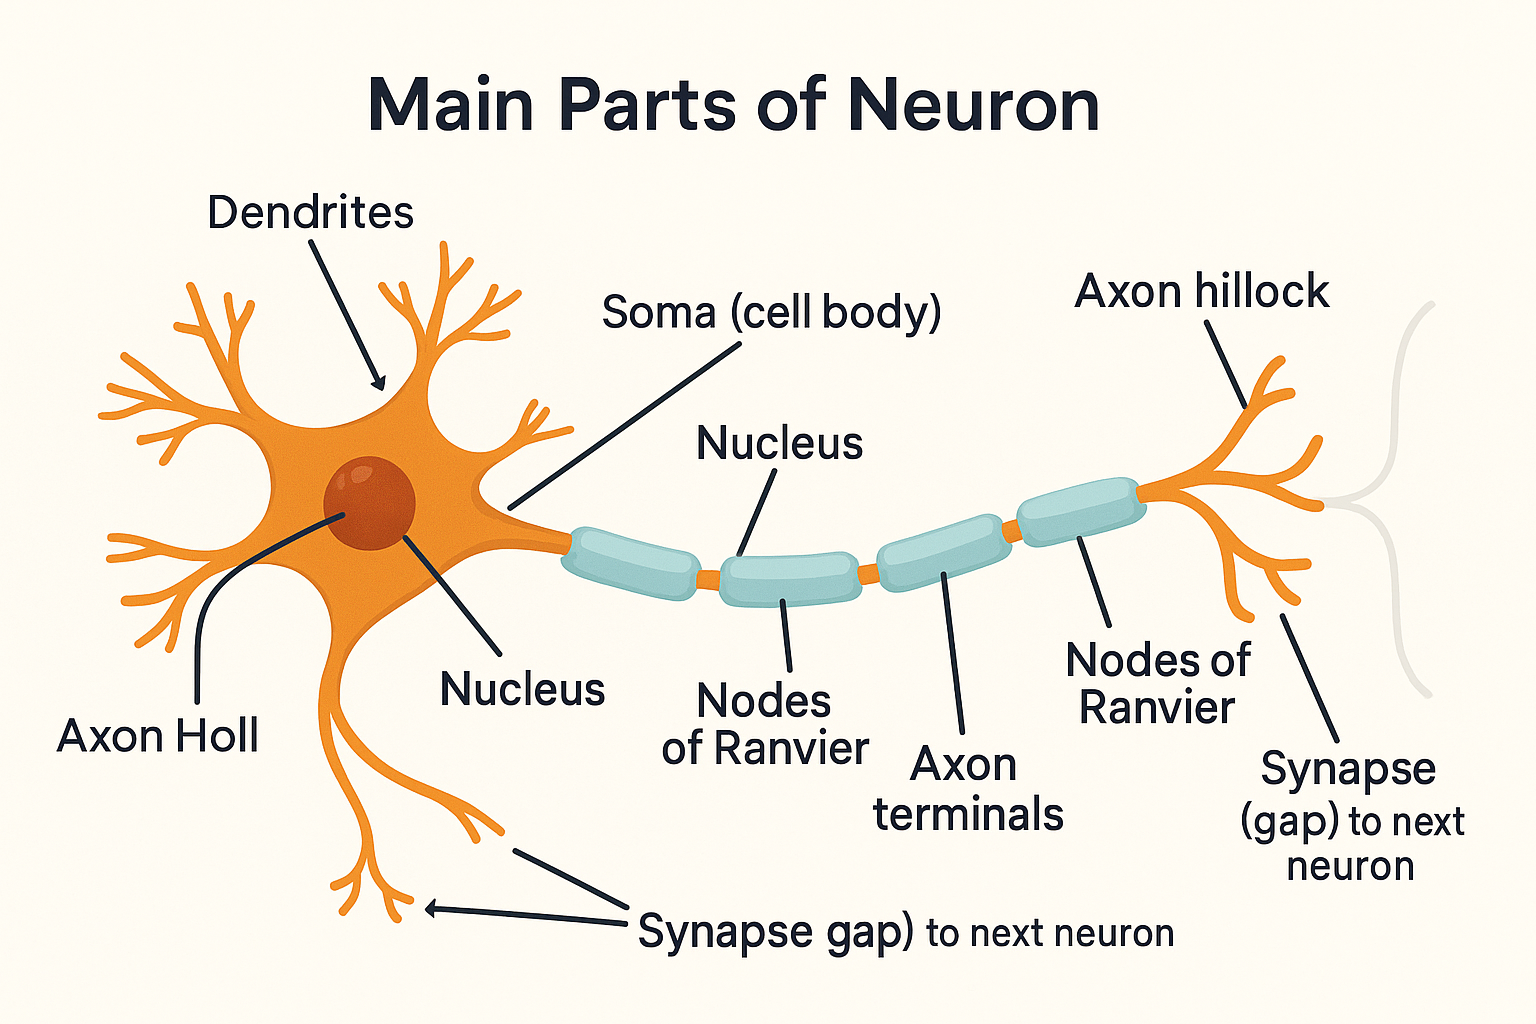 Main Parts of Neuron
Dendrites
Soma (cell body)
Axon hillock
Nucleus
Nucleus
Nodes
of Ranvier
Axon
terminals
Nodes of
Ranvier
Axon Holl
Synapse
(gap) to next
neuron
Synapse gap) to next neuron